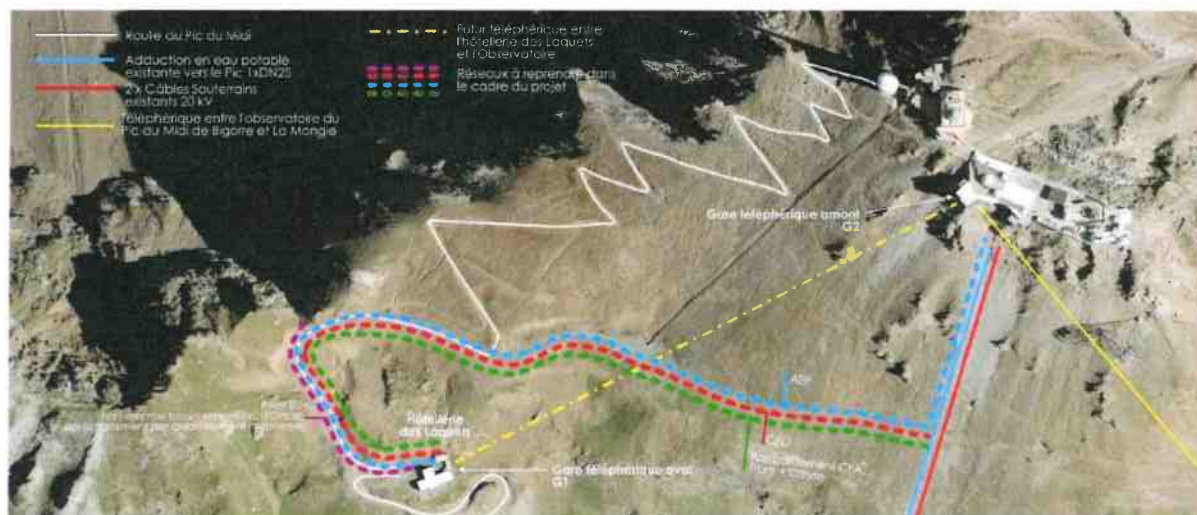 Route du Pic du Midi
Adduction en eau potable
existante vers le Pic 1xDN25
2 x Câbles Souterrains
existants 20 kV
Téléphérique entre l'observatoire du
Pic du Midi de Bigorre et La Mongie
Futur téléphérique entre
l'hôtellerie des Laquets
et l'Observatoire
Réseaux à reprendre dans
le cadre du projet
Gare téléphérique amont
G2
AEP
Hôtellerie
des Laquets
Gare téléphérique aval
G1